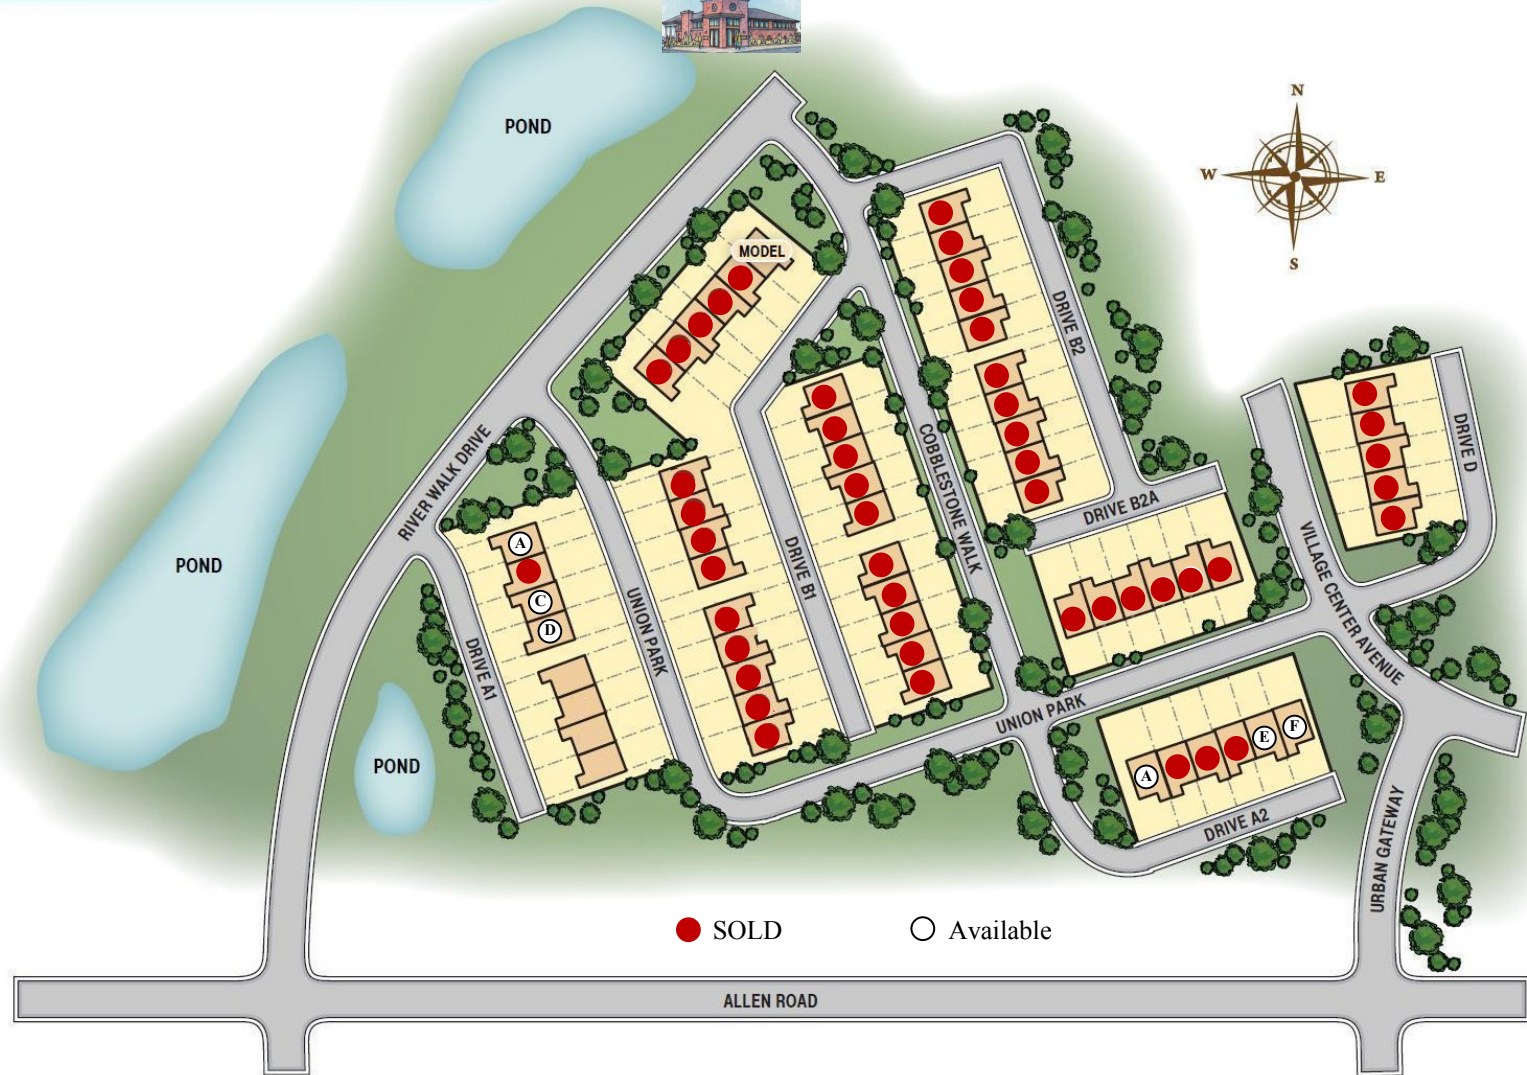 POND
N
W
E
S
MODEL
DRIVE B2
RIVER WALK DRIVE
COBBLESTONE WALK
DRIVE D
DRIVE B2A
A
C
D
POND
DRIVE B1
UNION PARK
VILLAGE CENTER AVENUE
DRIVE A1
UNION PARK
POND
A
E
F
DRIVE A2
URBAN GATEWAY
SOLD
Available
ALLEN ROAD